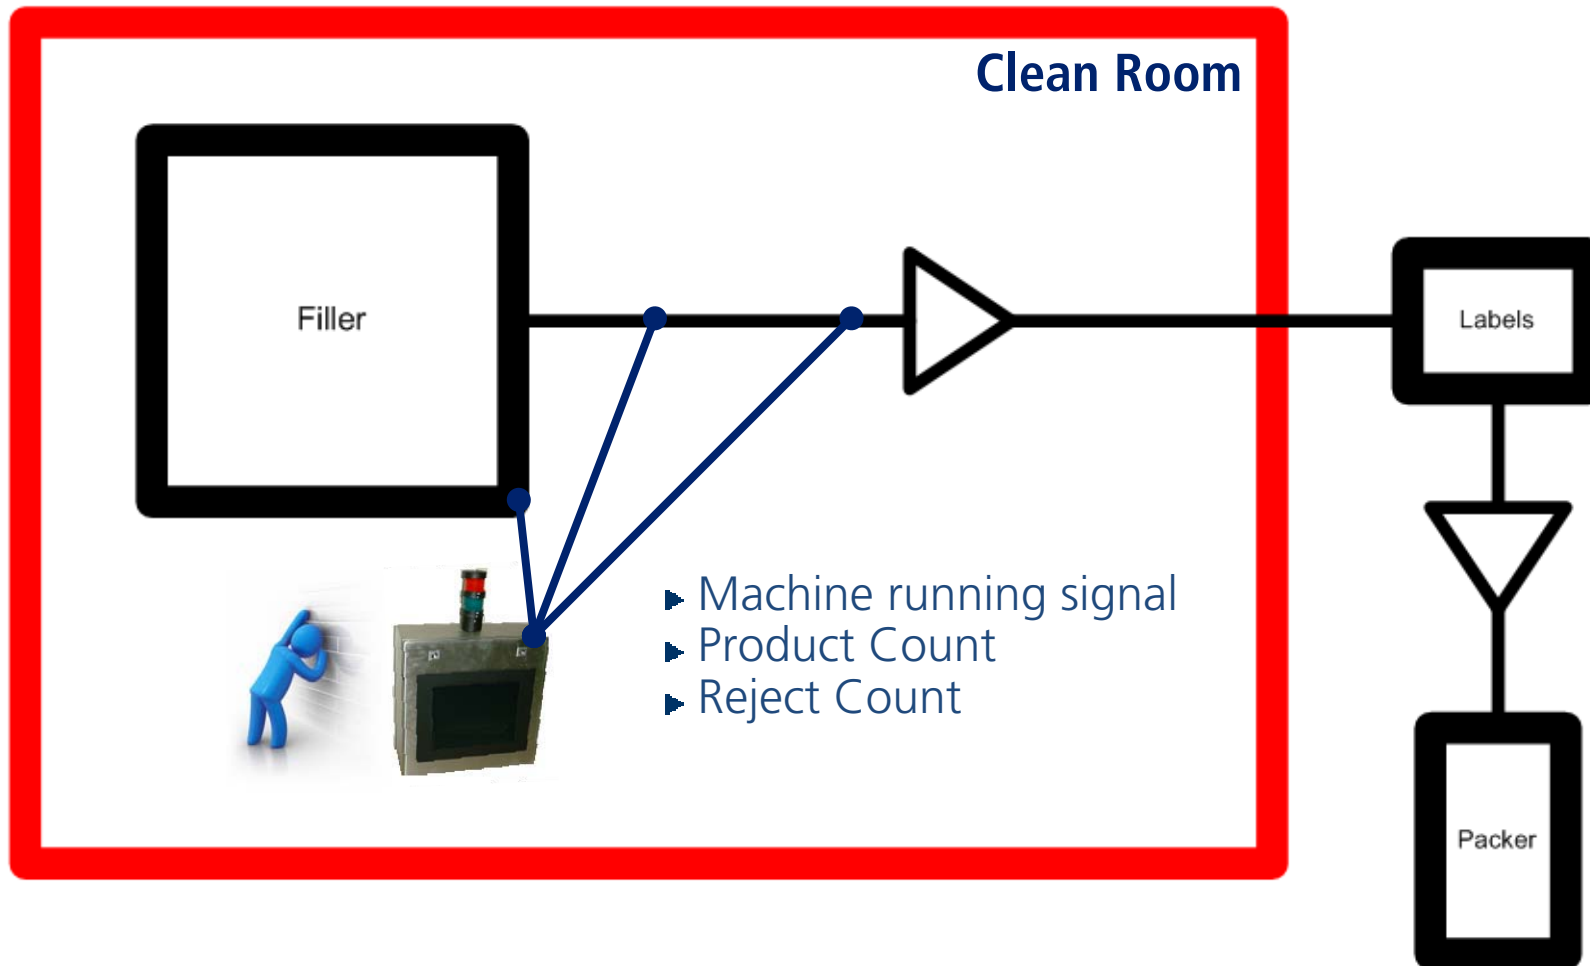 Clean Room
Filler
Labels
Machine running signal
Product Count
Reject Count
Packer